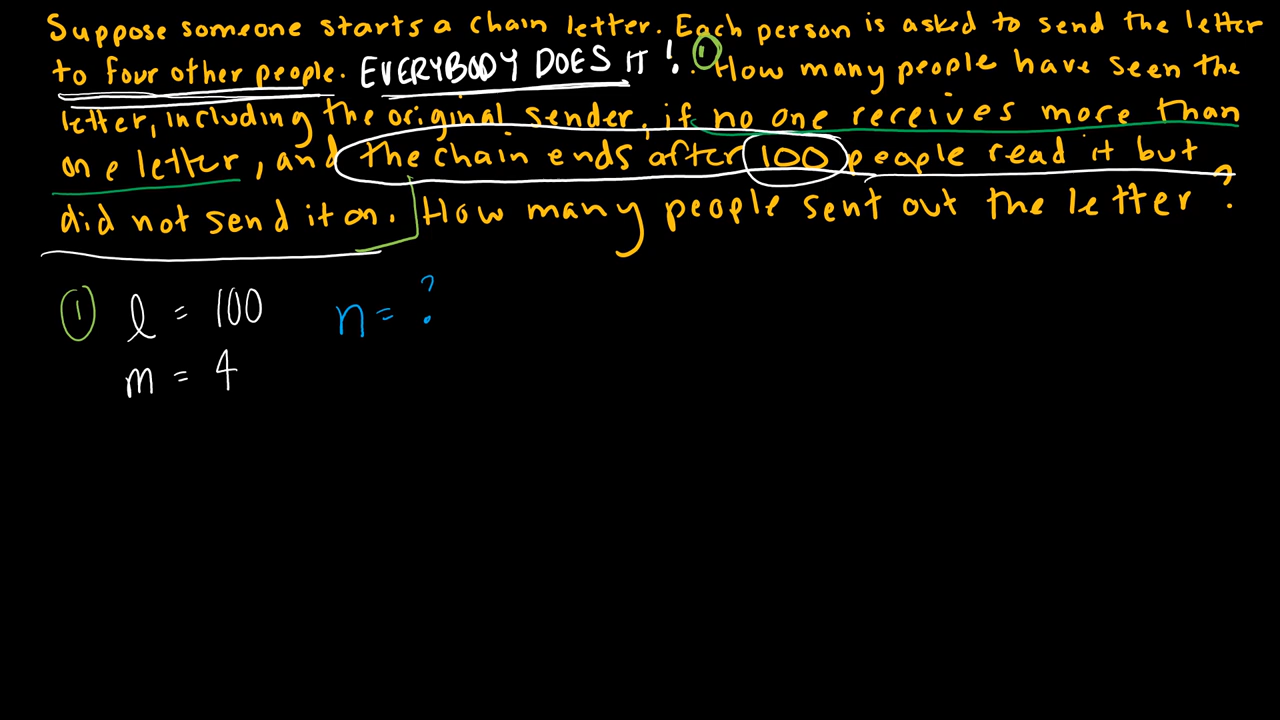 Suppose someone starts a chain letter. Each person is asked to send the letter
to four other people. EVERYBODY DOES IT! ① How many people have seen the
letter, including the original sender, if no one receives more than
one letter, and the chain ends after 100 people read it but
did not send it on. How many people sent out the letter?
① l = 100 n = ?
m = 4